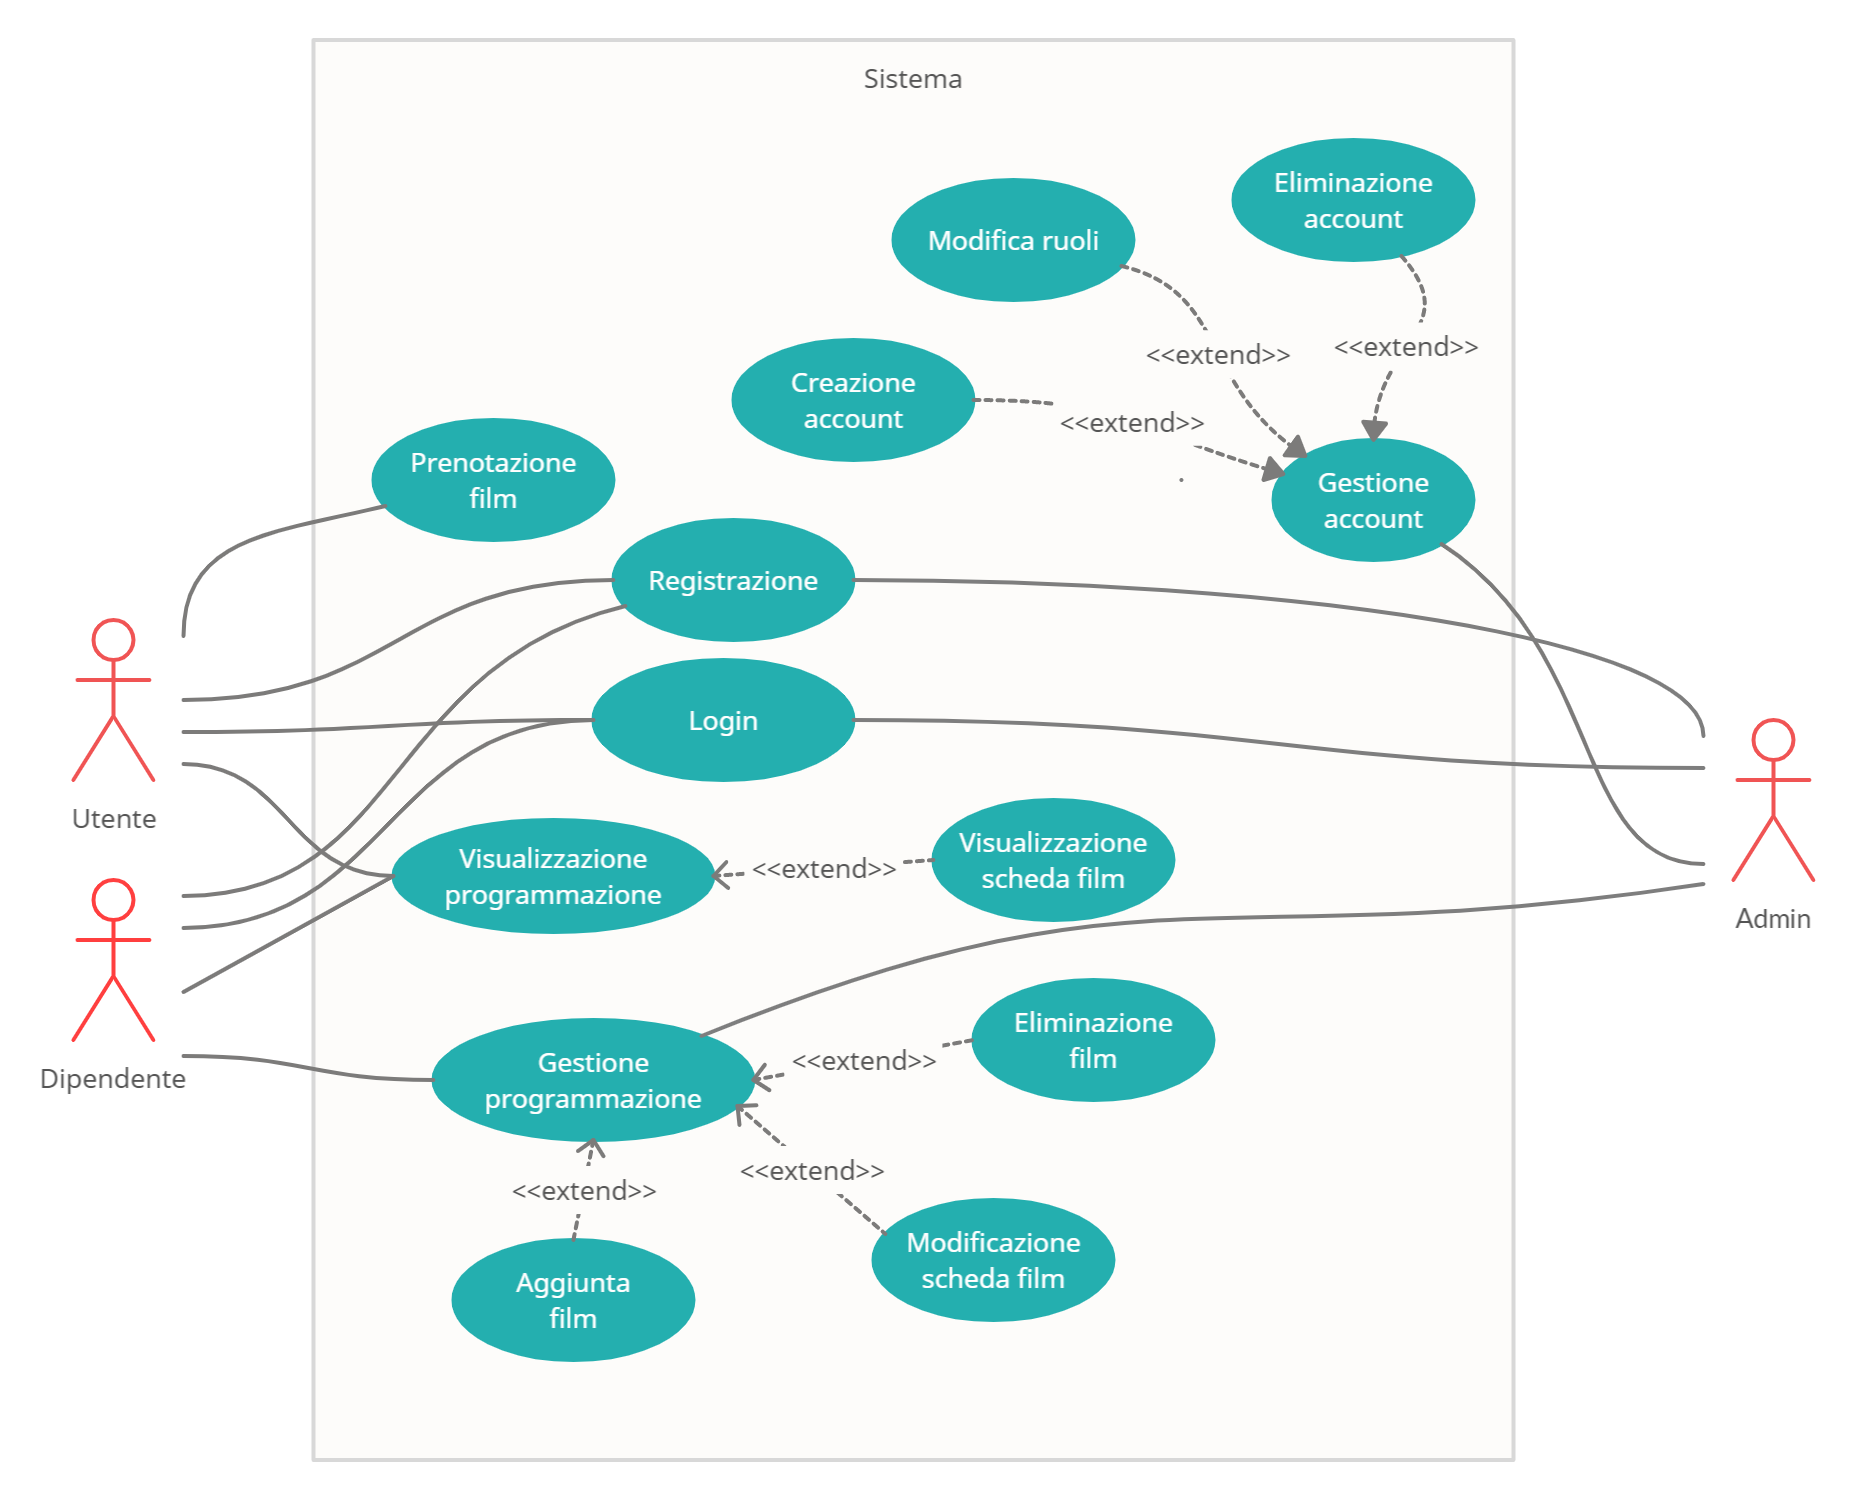 Sistema
Eliminazione
account
Modifica ruoli
<<extend>>
<<extend>>
Creazione
account
<<extend>>
Prenotazione
film
Gestione
account
Registrazione
Login
Utente
Visualizzazione
programmazione
<<extend>>
Visualizzazione
scheda film
Admin
Eliminazione
film
<<extend>>
Gestione
programmazione
Dipendente
<<extend>>
<<extend>>
Modificazione
scheda film
Aggiunta
film